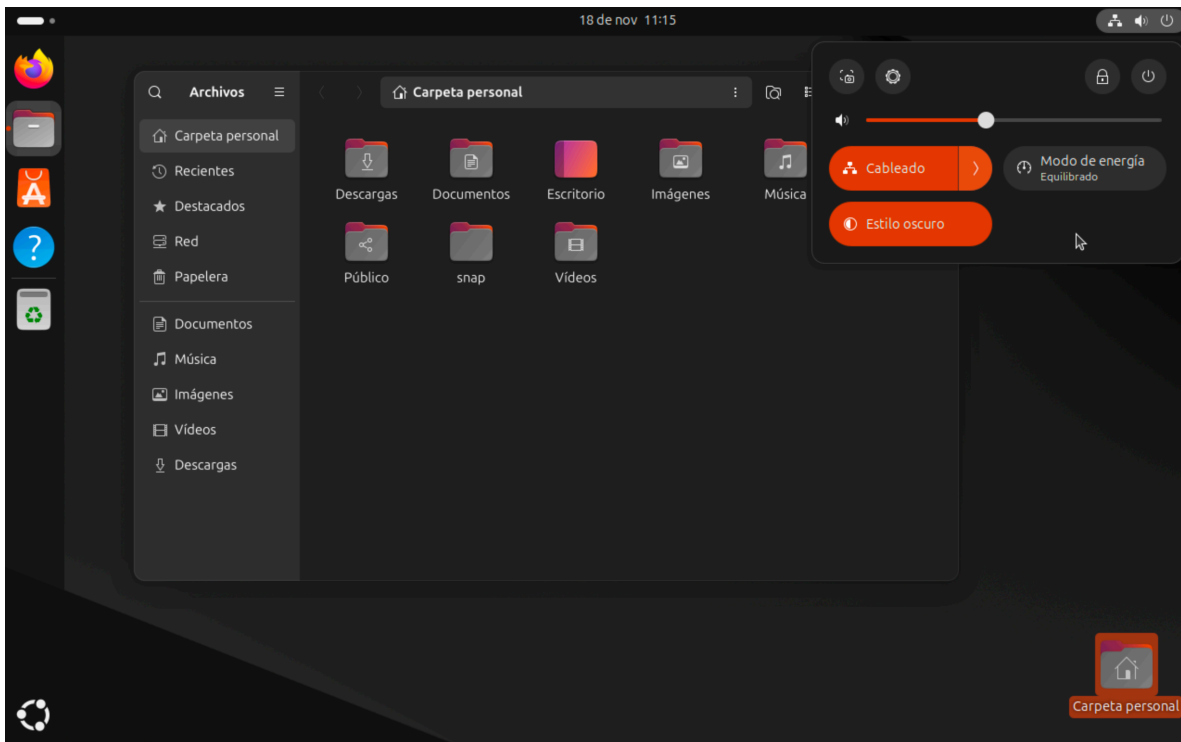 18 de nov 11:15
Archivos
Carpeta personal
Carpeta personal
Recientes
Destacados
Red
Papelera
Documentos
Música
Imágenes
Vídeos
Descargas
Descargas
Documentos
Escritorio
Imágenes
Música
Público
snap
Vídeos
Cableado
Modo de energía
Equilibrado
Estilo oscuro
Carpeta personal